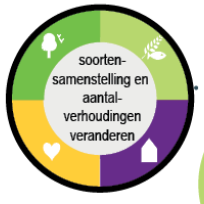 soorten-
samenstelling en
aantal-
verhoudingen
veranderen